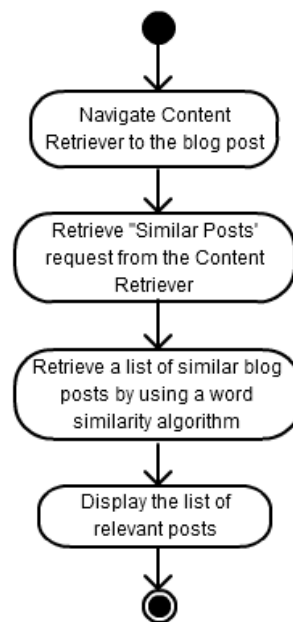 Navigate Content
Retriever to the blog post
Retrieve "Similar Posts'
request from the Content
Retriever
Retrieve a list of similar blog
posts by using a word
similarity algorithm
Display the list of
relevant posts